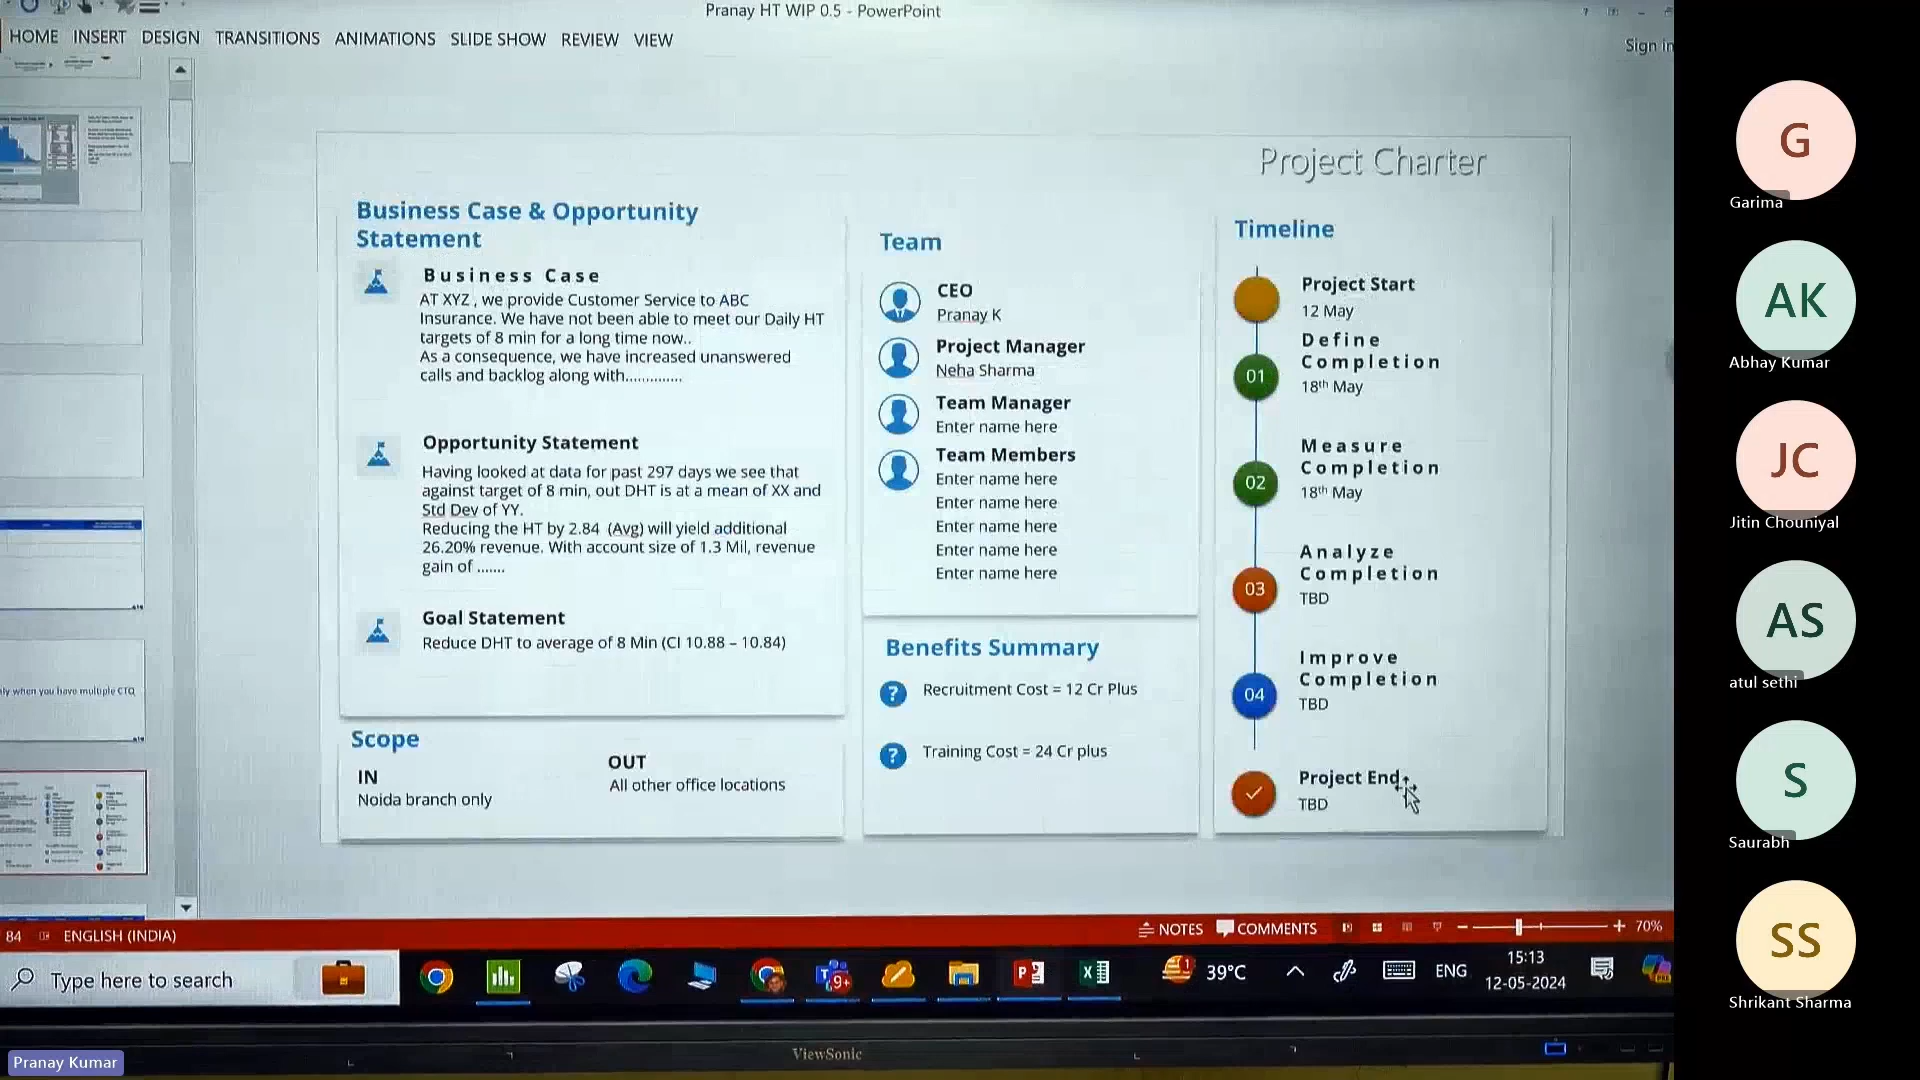 Pranay HT WIP 0.5 - PowerPoint
HOME INSERT DESIGN TRANSITIONS ANIMATIONS SLIDE SHOW REVIEW VIEW
Sign in
Project Charter
Business Case & Opportunity
Statement
Business Case
AT XYZ , we provide Customer Service to ABC
Insurance. We have not been able to meet our Daily HT
targets of 8 min for a long time now..
As a consequence, we have increased unanswered
calls and backlog along with..............
Opportunity Statement
Having looked at data for past 297 days we see that
against target of 8 min, out DHT is at a mean of XX and
Std Dev of YY.
Reducing the HT by 2.84 (Avg) will yield additional
26.20% revenue. With account size of 1.3 Mil, revenue
gain of .......
Goal Statement
Reduce DHT to average of 8 Min (CI 10.88 – 10.84)
Scope
IN
Noida branch only
OUT
All other office locations
Team
CEO
Pranay K
Project Manager
Neha Sharma
Team Manager
Enter name here
Team Members
Enter name here
Enter name here
Enter name here
Enter name here
Enter name here
Benefits Summary
? Recruitment Cost = 12 Cr Plus
? Training Cost = 24 Cr plus
Timeline
Project Start
12 May
01
Define
Completion
18th May
02
Measure
Completion
18th May
03
Analyze
Completion
TBD
04
Improve
Completion
TBD
Project End
TBD
ly when you have multiple CTQ
84 ENGLISH (INDIA)
NOTES COMMENTS 70%
Type here to search
9+
1
39°C
ENG
15:13
12-05-2024
ViewSonic
Pranay Kumar
G
Garima
AK
Abhay Kumar
JC
Jitin Chouniyal
AS
atul sethi
S
Saurabh
SS
Shrikant Sharma